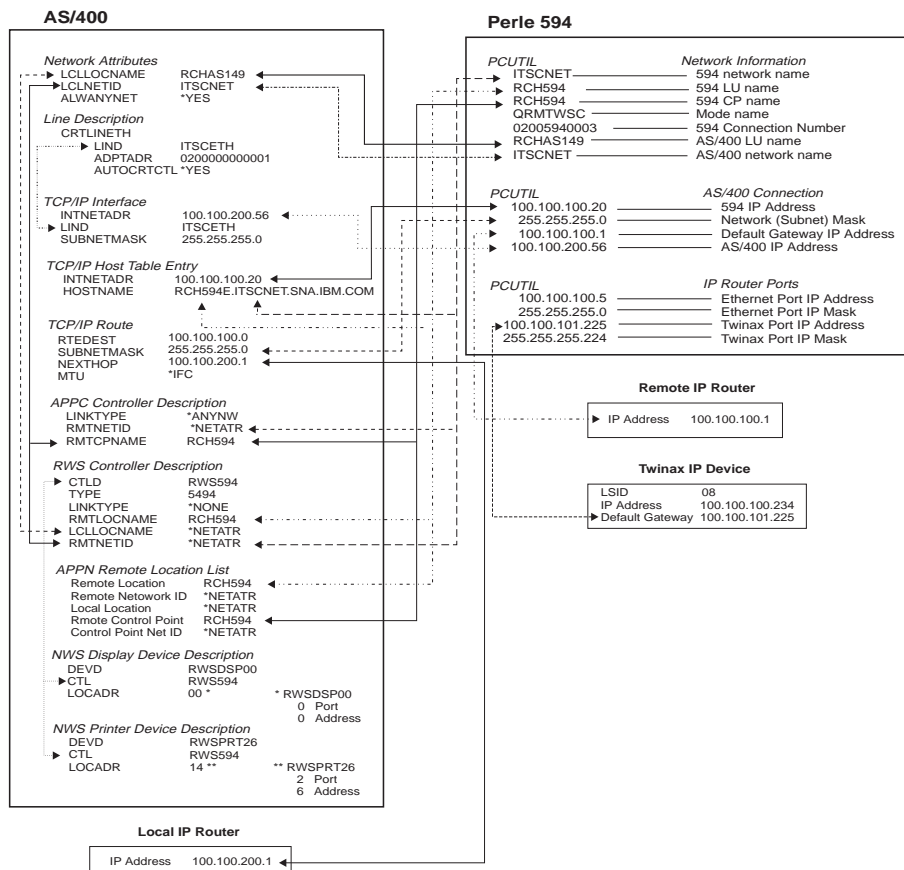 AS/400
Network Attributes
LCLLOCNAME RCHAS149
LCLNETID ITSCNET
ALWANYNET *YES
Line Description
CRTLINETH
LIND ITSCETH
ADPTADR 0200000000001
AUTOCRTCTL *YES
TCP/IP Interface
INTNETADR 100.100.200.56
LIND ITSCETH
SUBNETMASK 255.255.255.0
TCP/IP Host Table Entry
INTNETADR 100.100.100.20
HOSTNAME RCH594E.ITSCNET.SNA.IBM.COM
TCP/IP Route
RTEDEST 100.100.100.0
SUBNETMASK 255.255.255.0
NEXTHOP 100.100.200.1
MTU *IFC
APPC Controller Description
LINKTYPE *ANYNW
RMTNETID *NETATR
RMTCPNAME RCH594
RWS Controller Description
CTLD RWS594
TYPE 5494
LINKTYPE *NONE
RMTLOCNAME RCH594
LCLLOCNAME *NETATR
RMTNETID *NETATR
APPN Remote Location List
Remote Location RCH594
Remote Netowork ID *NETATR
Local Location *NETATR
Rmote Control Point RCH594
Control Point Net ID *NETATR
NWS Display Device Description
DEVD RWSDSP00
CTL RWS594
LOCADR 00 * * RWSDSP00
0 Port
0 Address
NWS Printer Device Description
DEVD RWSPRT26
CTL RWS594
LOCADR 14 ** ** RWSPRT26
2 Port
6 Address
Local IP Router
IP Address 100.100.200.1
Perle 594
PCUTIL Network Information
ITSCNET 594 network name
RCH594 594 LU name
RCH594 594 CP name
QRMTWSC Mode name
02005940003 594 Connection Number
RCHAS149 AS/400 LU name
ITSCNET AS/400 network name
PCUTIL AS/400 Connection
100.100.100.20 594 IP Address
255.255.255.0 Network (Subnet) Mask
100.100.100.1 Default Gateway IP Address
100.100.200.56 AS/400 IP Address
PCUTIL IP Router Ports
100.100.100.5 Ethernet Port IP Address
255.255.255.0 Ethernet Port IP Mask
100.100.101.225 Twinax Port IP Address
255.255.255.224 Twinax Port IP Mask
Remote IP Router
IP Address 100.100.100.1
Twinax IP Device
LSID 08
IP Address 100.100.100.234
Default Gateway 100.100.101.225